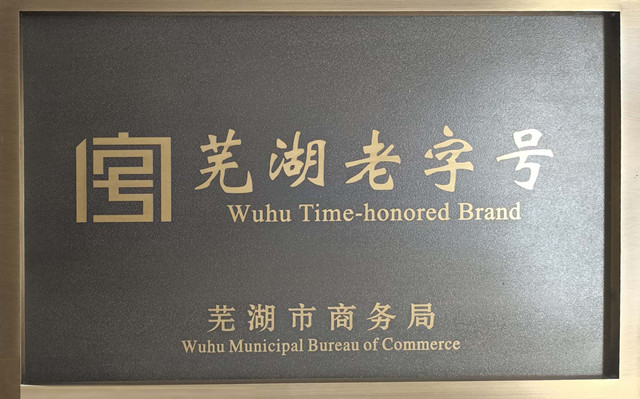 芜湖老字号
Wuhu Time-honored Brand
芜湖市商务局
Wuhu Municipal Bureau of Commerce